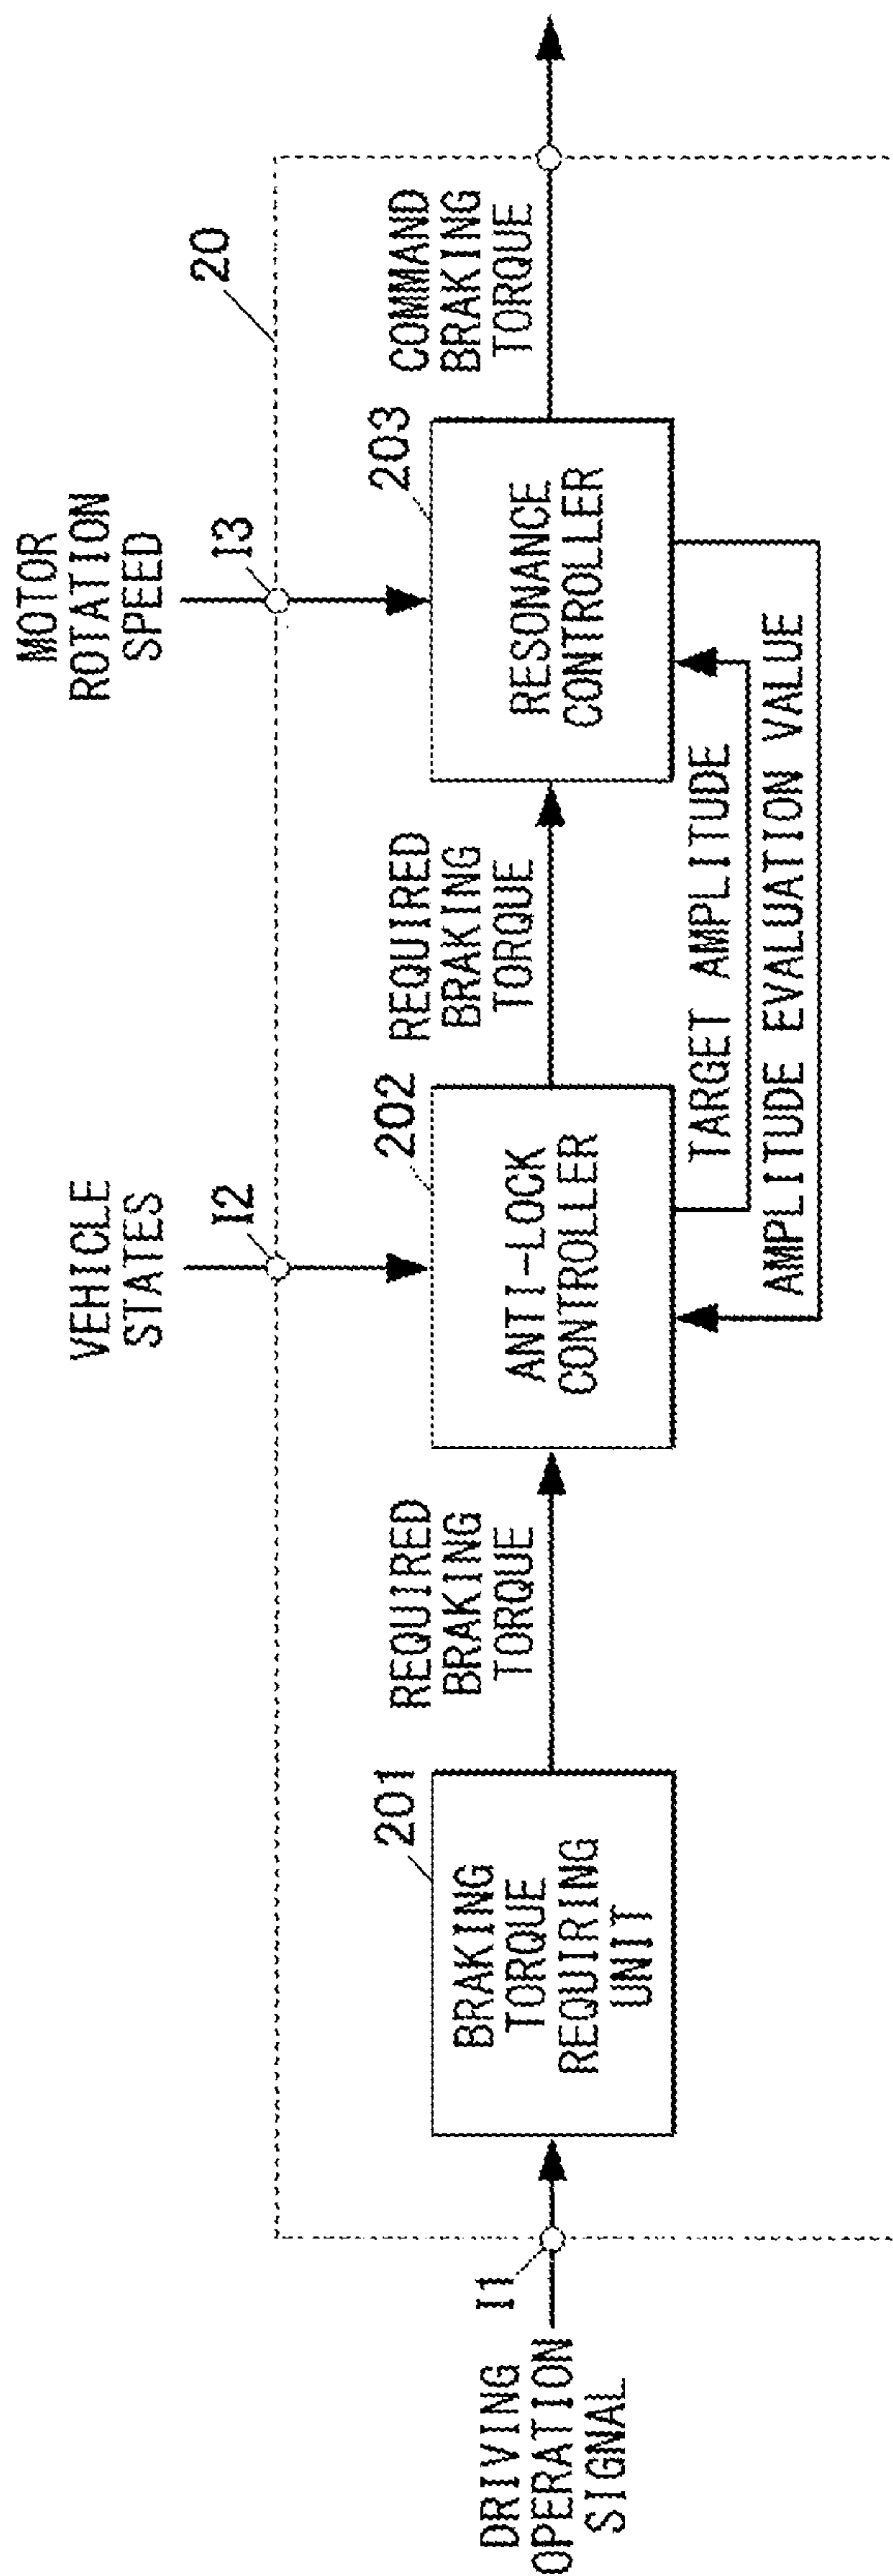 MOTOR
ROTATION
SPEED
VEHICLE
STATES
I3
I2
20
DRIVING
OPERATION
SIGNAL
I1
201
BRAKING
TORQUE
REQUIRING
UNIT
REQUIRED
BRAKING
TORQUE
202
ANTI-LOCK
CONTROLLER
REQUIRED
BRAKING
TORQUE
203
RESONANCE
CONTROLLER
COMMAND
BRAKING
TORQUE
TARGET AMPLITUDE
AMPLITUDE EVALUATION VALUE